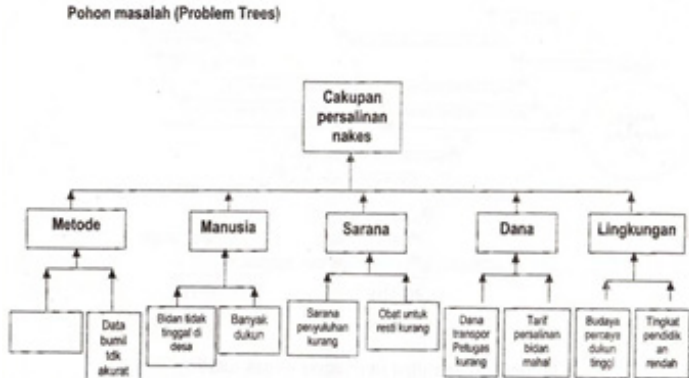 Pohon masalah (Problem Trees)
Cakupan
persalinan
nakes
Metode
Manusia
Sarana
Dana
Lingkungan
Data
bumil
tdk
akurat
Bidan tidak
tinggal di
desa
Banyak
dukun
Sarana
penyuluhan
kurang
Obat untuk
resti kurang
Dana
transpor
Petugas
kurang
Tarif
persalinan
bidan
mahal
Budaya
percaya
dukun
tinggi
Tingkat
pendidik
an
rendah